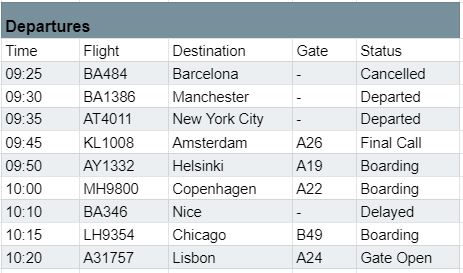 Departures
Time Flight Destination Gate Status
09:25 BA484 Barcelona - Cancelled
09:30 BA1386 Manchester - Departed
09:35 AT4011 New York City - Departed
09:45 KL1008 Amsterdam A26 Final Call
09:50 AY1332 Helsinki A19 Boarding
10:00 MH9800 Copenhagen A22 Boarding
10:10 BA346 Nice - Delayed
10:15 LH9354 Chicago B49 Boarding
10:20 A31757 Lisbon A24 Gate Open